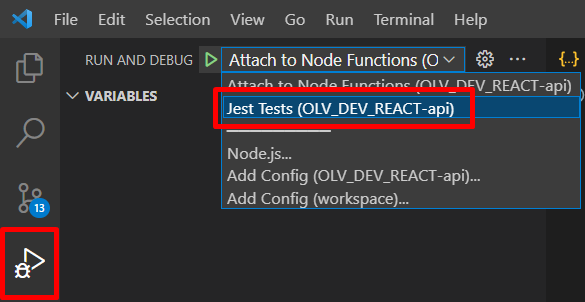 File Edit Selection View Go Run Terminal Help
RUN AND DEBUG Attach to Node Functions (O
Attach to Node Functions (OLV_DEV_REACT-api)
VARIABLES
Jest Tests (OLV_DEV_REACT-api)
Node.js...
Add Config (OLV_DEV_REACT-api)...
13
Add Config (workspace)...